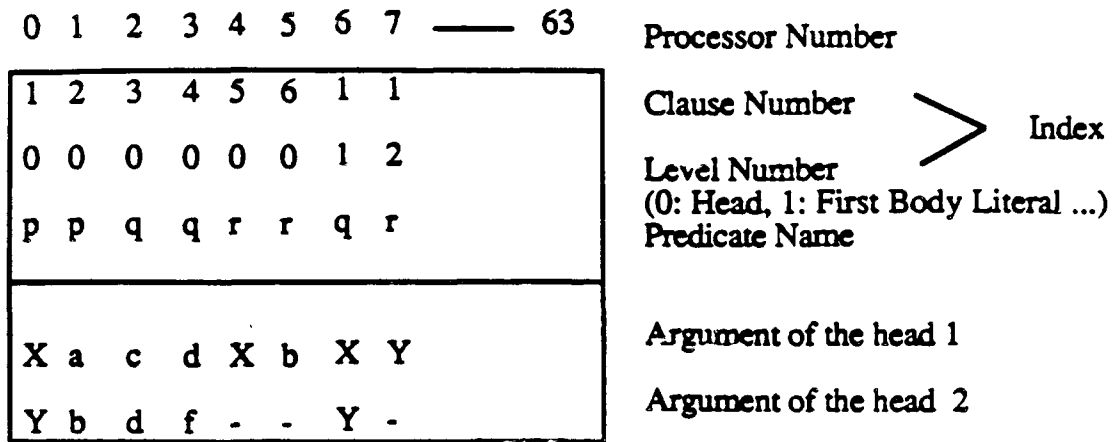 0 1 2 3 4 5 6 7 —— 63 Processor Number
1 2 3 4 5 6 1 1 Clause Number
Index
0 0 0 0 0 0 1 2 Level Number
(0: Head, 1: First Body Literal ...)
p p q q r r q r Predicate Name
X a c d X b X Y Argument of the head 1
Y b d f - - Y - Argument of the head 2